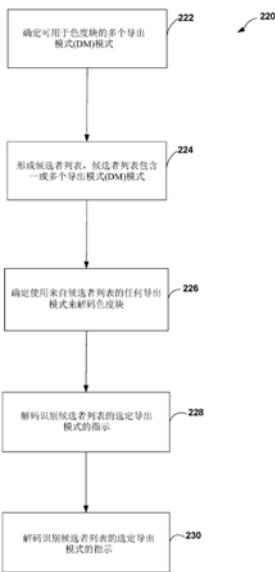 220
222
确定可用于色度块的多个导出
模式(DM)模式
224
形成候选者列表，候选者列表包含
一或多个导出模式(DM)模式
226
确定使用来自候选者列表的任何导出
模式来解码色度块
228
解码识别候选者列表的选定导出
模式的指示
230
解码识别候选者列表的选定导出
模式的指示